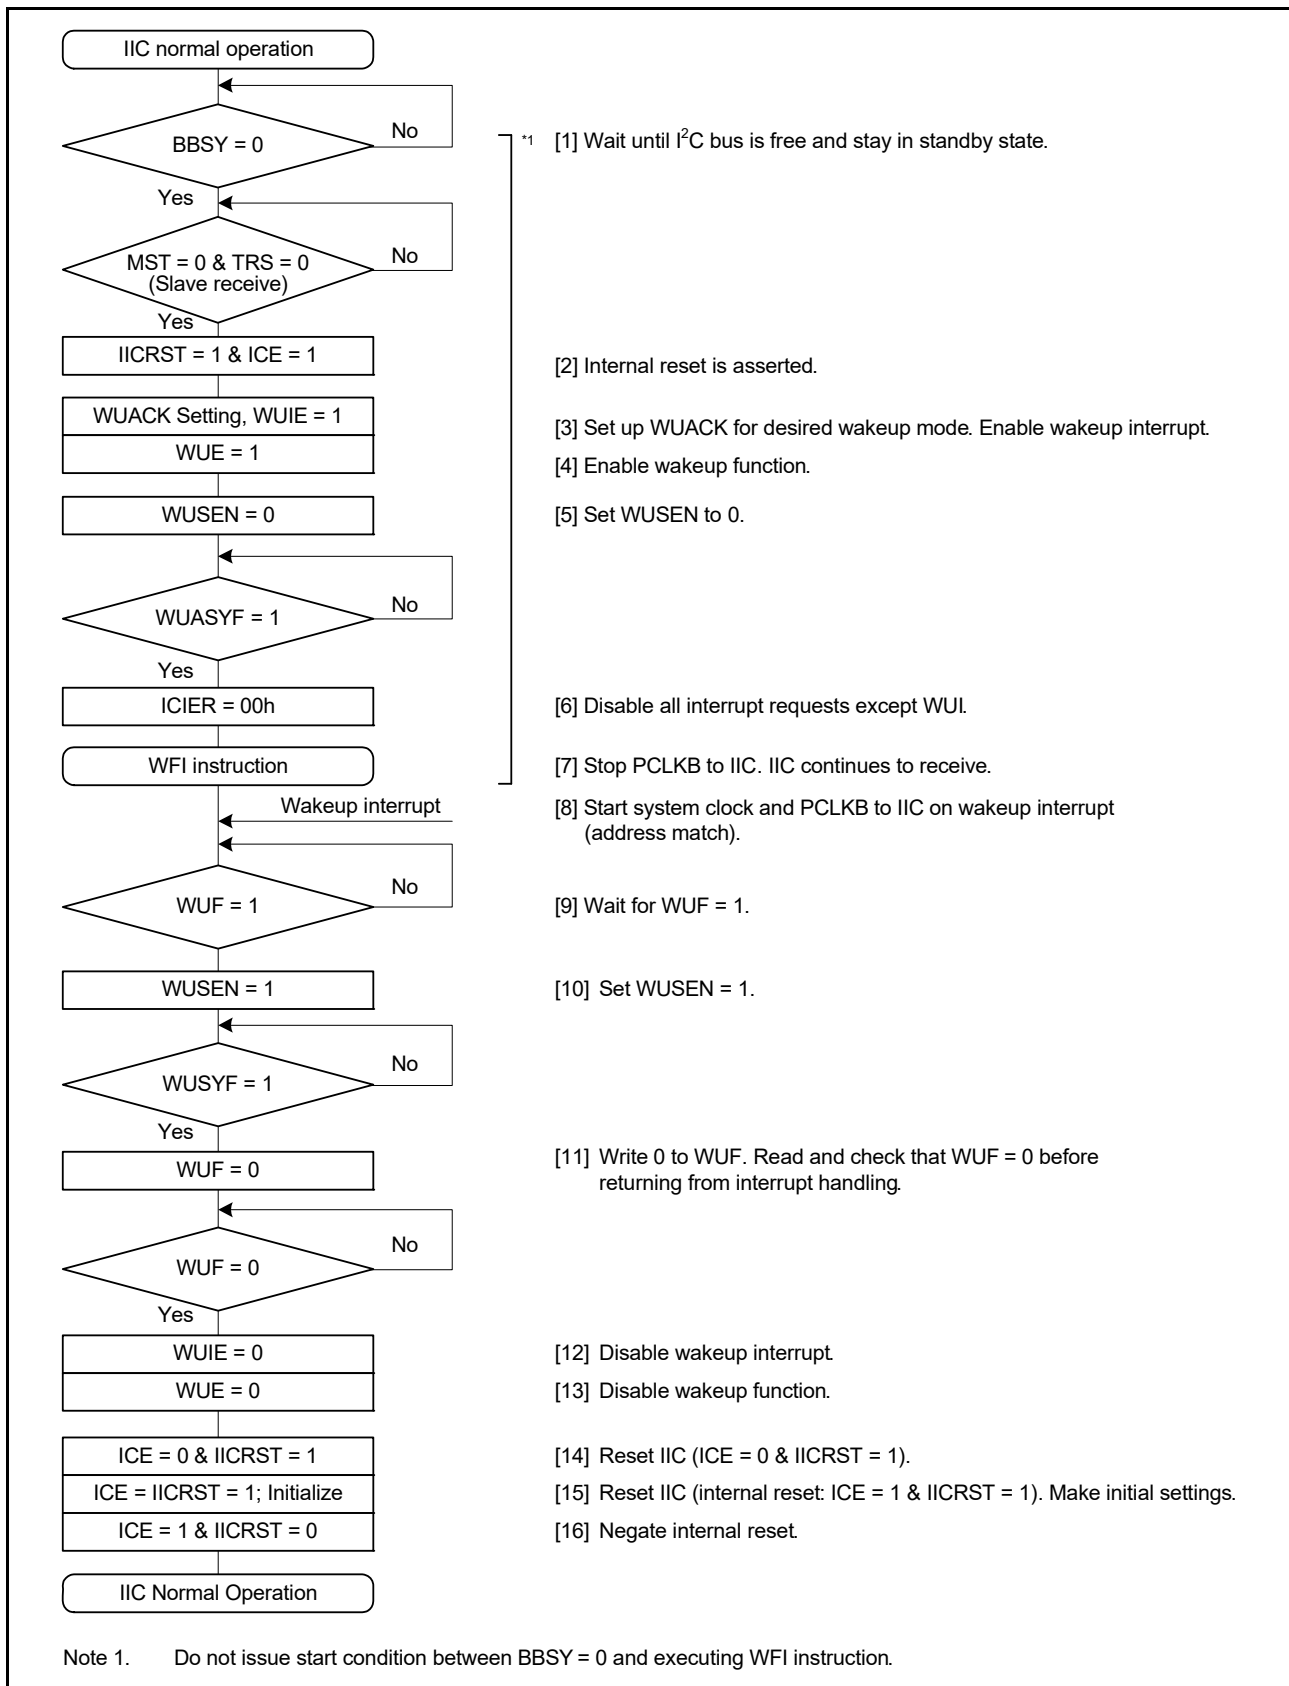 IIC normal operation
BBSY = 0
No
*1
[1] Wait until I²C bus is free and stay in standby state.
Yes
MST = 0 & TRS = 0
(Slave receive)
No
Yes
IICRST = 1 & ICE = 1
[2] Internal reset is asserted.
WUACK Setting, WUIE = 1
[3] Set up WUACK for desired wakeup mode. Enable wakeup interrupt.
WUE = 1
[4] Enable wakeup function.
WUSEN = 0
[5] Set WUSEN to 0.
WUASYF = 1
No
Yes
ICIER = 00h
[6] Disable all interrupt requests except WUI.
WFI instruction
[7] Stop PCLKB to IIC. IIC continues to receive.
Wakeup interrupt
[8] Start system clock and PCLKB to IIC on wakeup interrupt
(address match).
WUF = 1
No
[9] Wait for WUF = 1.
WUSEN = 1
[10] Set WUSEN = 1.
WUSYF = 1
No
Yes
WUF = 0
[11] Write 0 to WUF. Read and check that WUF = 0 before
returning from interrupt handling.
WUF = 0
No
Yes
WUIE = 0
[12] Disable wakeup interrupt.
WUE = 0
[13] Disable wakeup function.
ICE = 0 & IICRST = 1
[14] Reset IIC (ICE = 0 & IICRST = 1).
ICE = IICRST = 1; Initialize
[15] Reset IIC (internal reset: ICE = 1 & IICRST = 1). Make initial settings.
ICE = 1 & IICRST = 0
[16] Negate internal reset.
IIC Normal Operation
Note 1. Do not issue start condition between BBSY = 0 and executing WFI instruction.